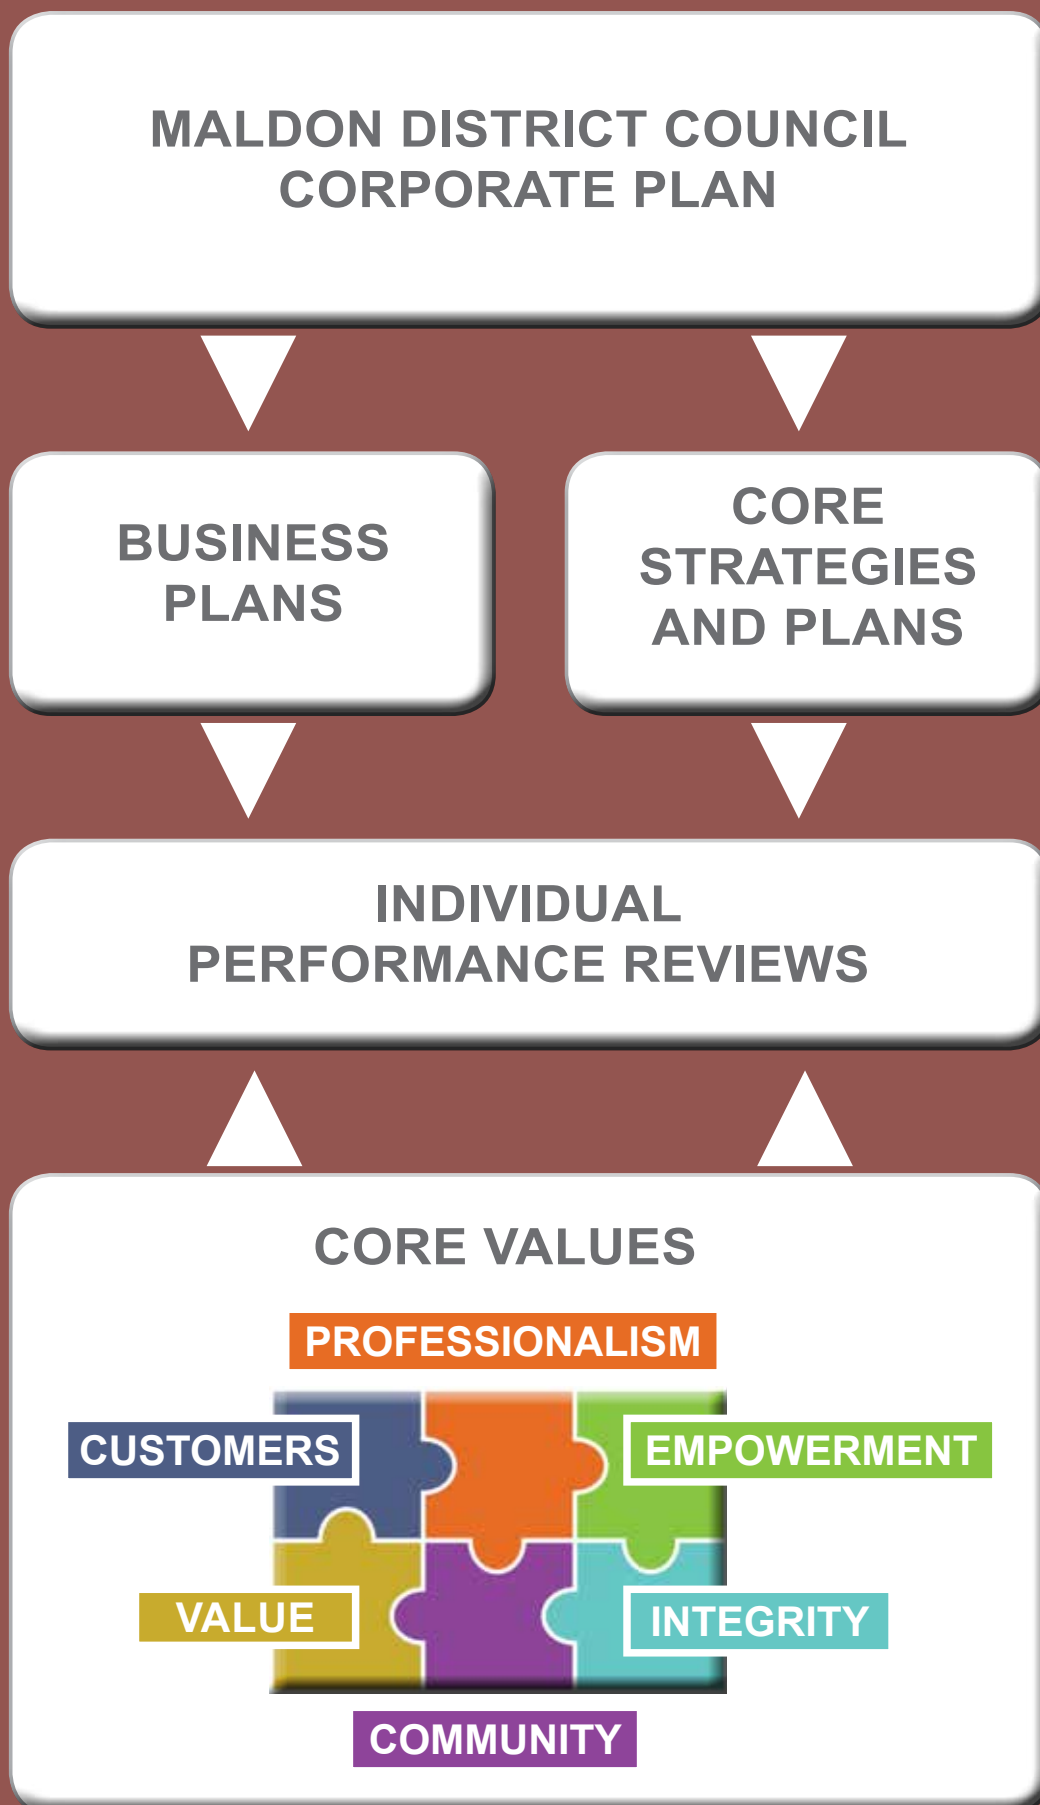 MALDON DISTRICT COUNCIL
CORPORATE PLAN
BUSINESS
PLANS
CORE
STRATEGIES
AND PLANS
INDIVIDUAL
PERFORMANCE REVIEWS
CORE VALUES
PROFESSIONALISM
CUSTOMERS
EMPOWERMENT
VALUE
INTEGRITY
COMMUNITY